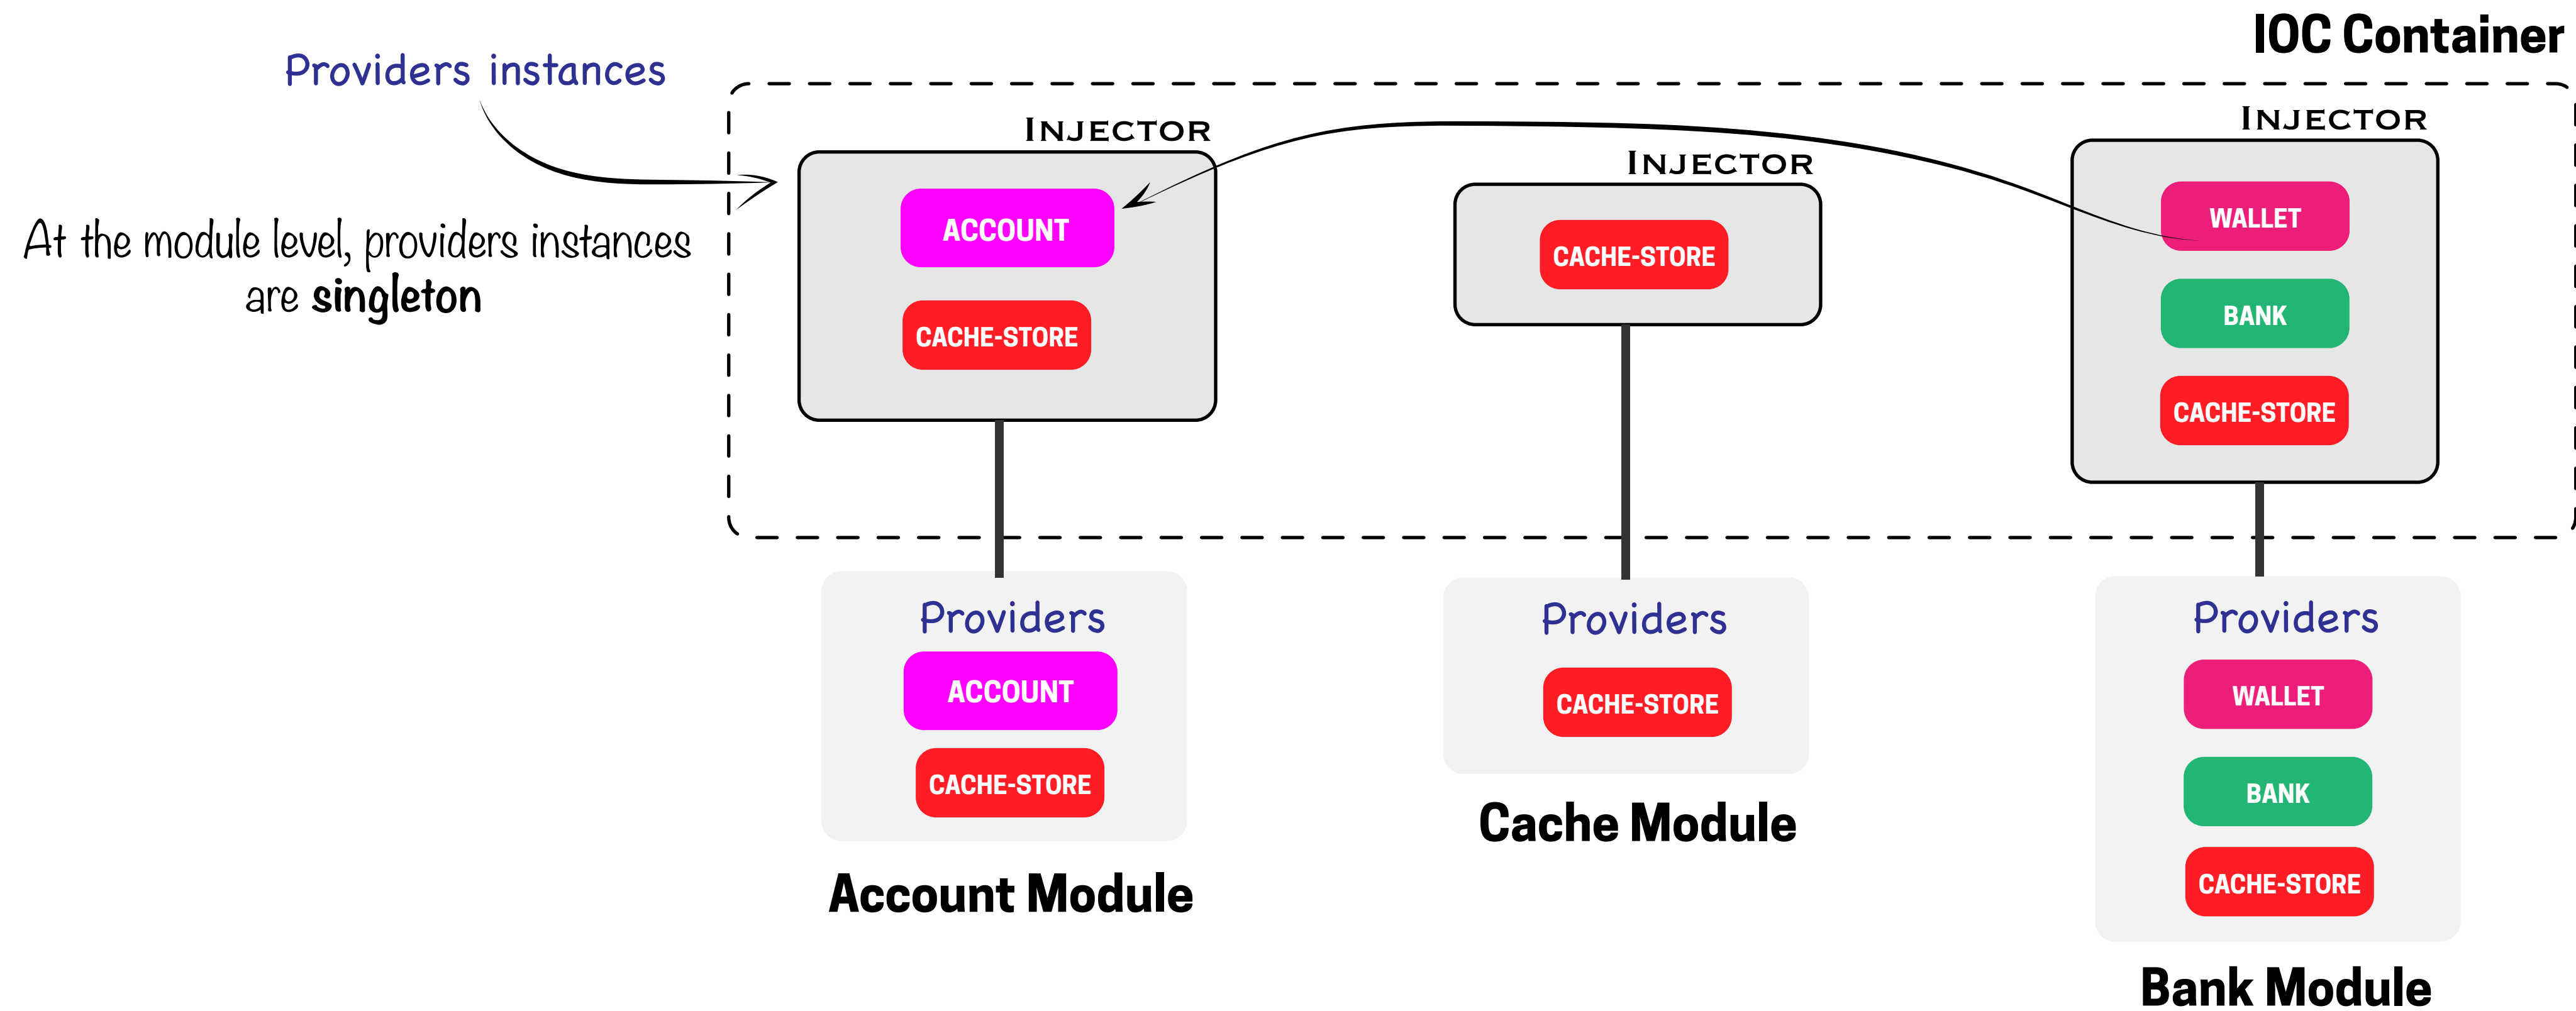 IOC Container
Providers instances
At the module level, providers instances
are singleton
INJECTOR
ACCOUNT
CACHE-STORE
INJECTOR
CACHE-STORE
INJECTOR
WALLET
BANK
CACHE-STORE
Providers
ACCOUNT
CACHE-STORE
Account Module
Providers
CACHE-STORE
Cache Module
Providers
WALLET
BANK
CACHE-STORE
Bank Module